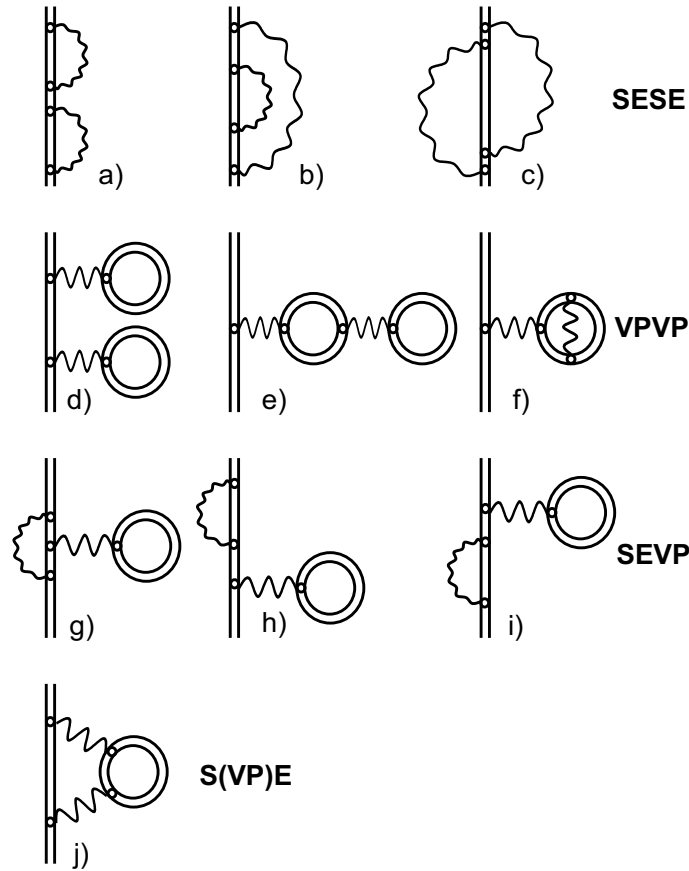 a) b) c) SESE
d) e) f) VPVP
g) h) i) SEVP
j) S(VP)E